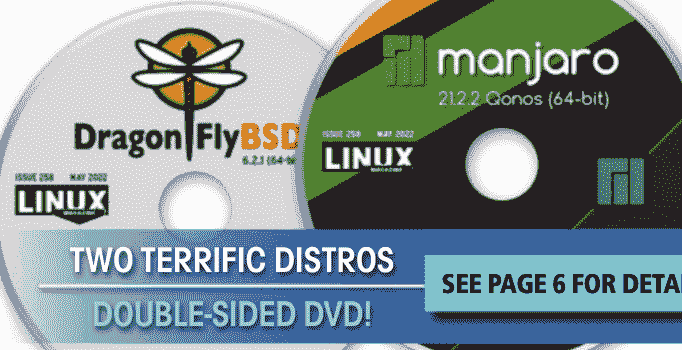 DragonFlyBSD
6.2.1 (64-b
ISSUE 258 MAY 2022
LINUX
manjaro
21.2.2 Qonos (64-bit)
ISSUE 258 MAY 2022
LINUX
TWO TERRIFIC DISTROS
DOUBLE-SIDED DVD!
SEE PAGE 6 FOR DETA